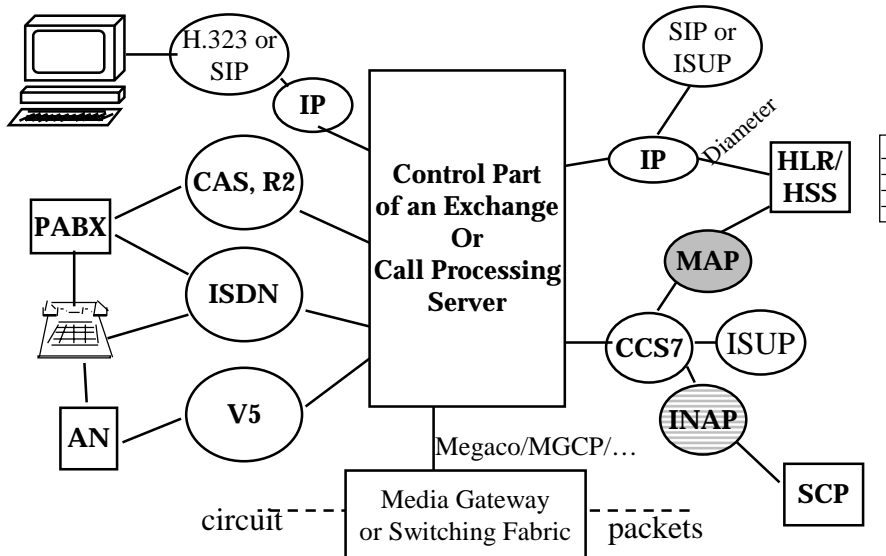 H.323 or
SIP
IP
SIP or
ISUP
Diameter
IP
HLR/
HSS
CAS, R2
PABX
Control Part
of an Exchange
Or
Call Processing
Server
MAP
ISDN
CCS7
ISUP
V5
AN
INAP
Megaco/MGCP/…
SCP
circuit
Media Gateway
or Switching Fabric
packets